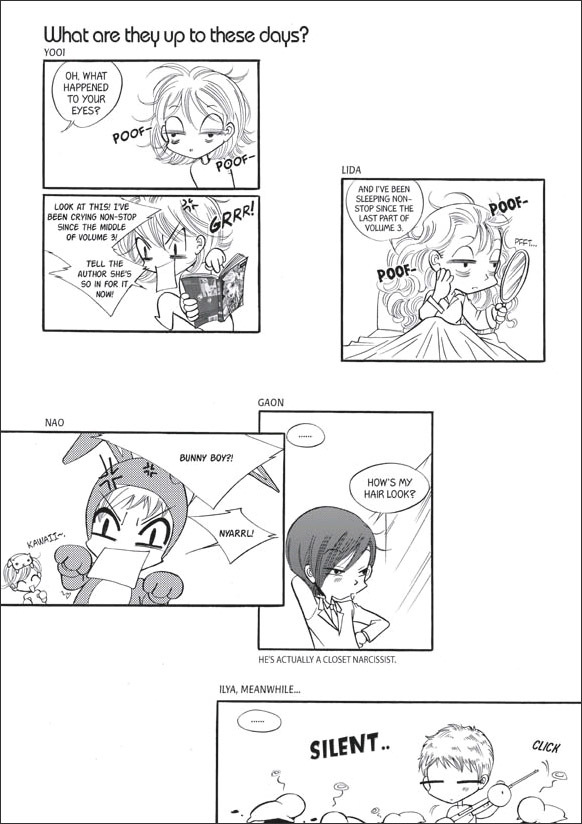 What are they up to these days?
YOOI
OH, WHAT
HAPPENED
TO YOUR
EYES?
POOF-
POOF-
LOOK AT THIS! I'VE
BEEN CRYING NON-STOP
SINCE THE MIDDLE
OF VOLUME 3!
TELL THE
AUTHOR SHE'S
SO IN FOR IT
NOW!
GRRR!
LIDA
AND I'VE BEEN
SLEEPING NON-
STOP SINCE THE
LAST PART OF
VOLUME 3.
POOF-
PFFT...
POOF-
NAO
BUNNY BOY?!
NYARRL!
KAWAII~.
GAON
......
HOW'S MY
HAIR LOOK?
HE'S ACTUALLY A CLOSET NARCISSIST.
ILYA, MEANWHILE...
......
SILENT..
CLICK